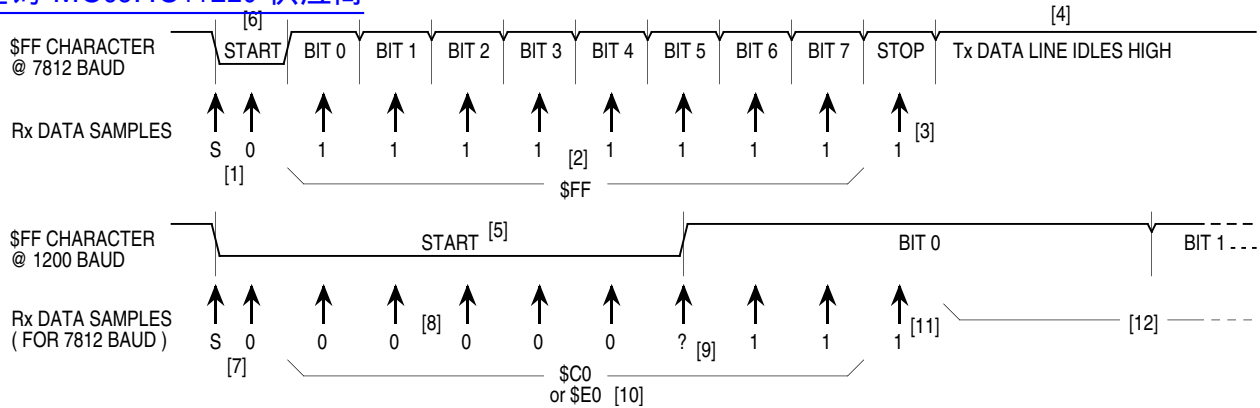 MC68HC11EZ0 供应商
[6] [4]
$FF CHARACTER START BIT 0 BIT 1 BIT 2 BIT 3 BIT 4 BIT 5 BIT 6 BIT 7 STOP Tx DATA LINE IDLES HIGH
@ 7812 BAUD
Rx DATA SAMPLES [3]
S 0 1 1 1 1 [2] 1 1 1 1 1
[1]
$FF
$FF CHARACTER START [5] BIT 0 BIT 1
@ 1200 BAUD
Rx DATA SAMPLES [8] [11] [12]
( FOR 7812 BAUD ) S 0 0 0 0 0 0 ? [9] 1 1 1
[7]
$C0
or $E0 [10]